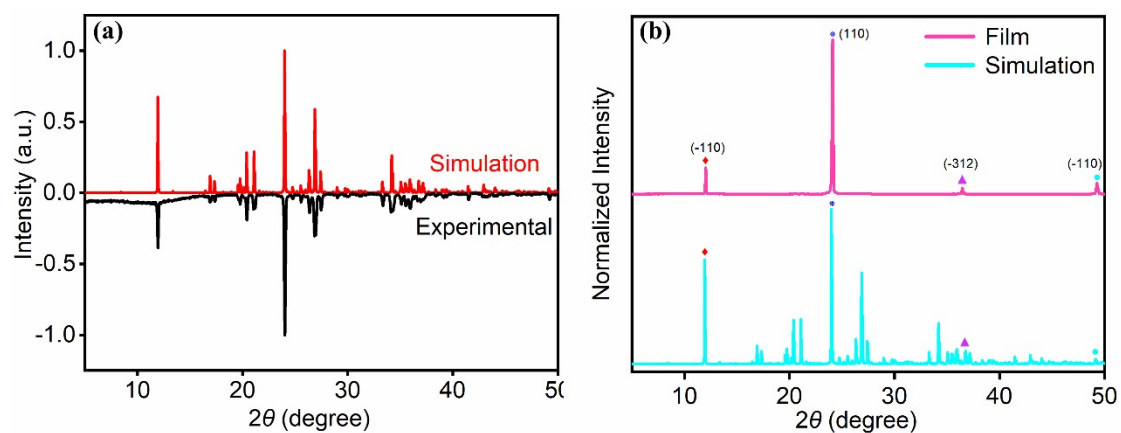 (a)
1.0
0.5
0.0
-0.5
-1.0
Intensity (a.u.)
Simulation
Experimental
10 20 30 40 50
2θ (degree)
(b)
(110)
Film
Simulation
(-110)
(-312)
(-110)
Normalized Intensity
10 20 30 40 50
2θ (degree)